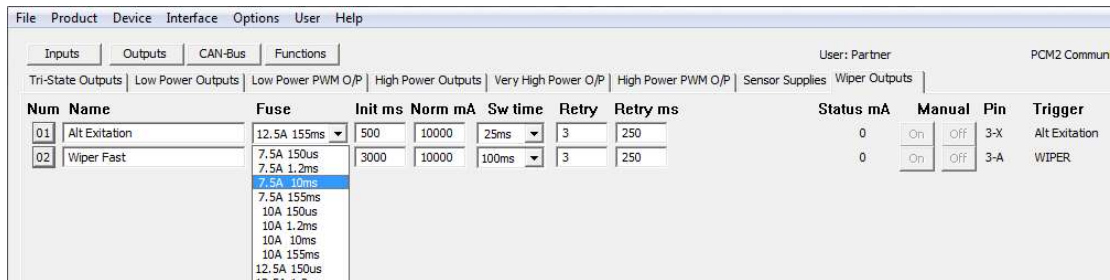 File Product Device Interface Options User Help
Inputs Outputs CAN-Bus Functions User: Partner PCM2 Commun
Tri-State Outputs Low Power Outputs Low Power PWM O/P High Power Outputs Very High Power O/P High Power PWM O/P Sensor Supplies Wiper Outputs
Num Name Fuse Init ms Norm mA Sw time Retry Retry ms Status mA Manual Pin Trigger
01 Alt Exitation 12.5A 155ms 500 10000 25ms 3 250 0 On Off 3-X Alt Exitation
02 Wiper Fast 3000 10000 100ms 3 250 0 On Off 3-A WIPER
7.5A 150us
7.5A 1.2ms
7.5A 10ms
7.5A 155ms
10A 150us
10A 1.2ms
10A 10ms
10A 155ms
12.5A 150us